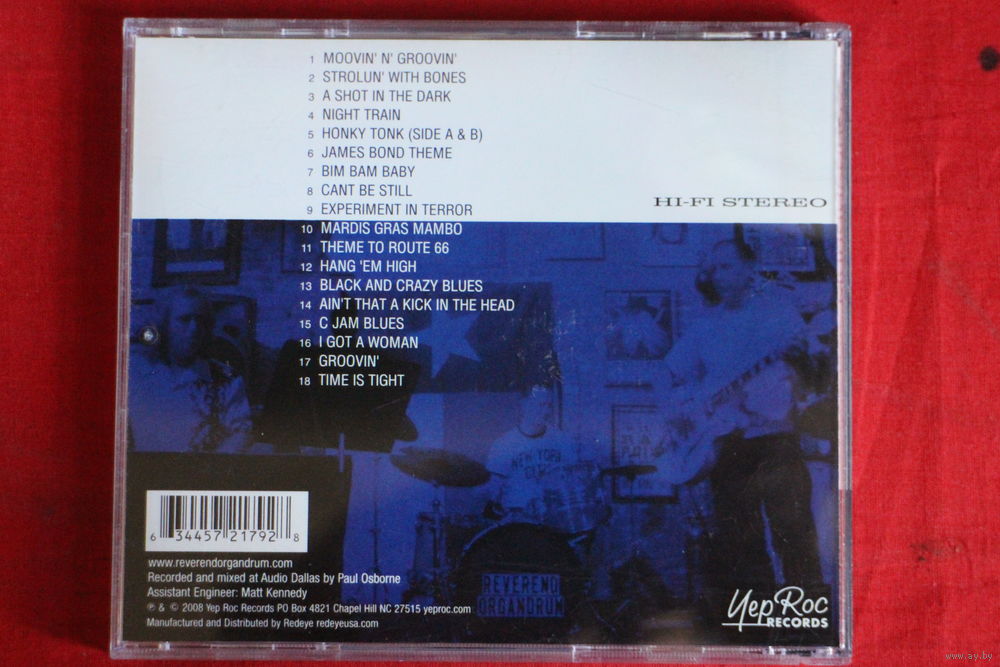 1 MOOVIN' N' GROOVIN'
2 STROLUN' WITH BONES
3 A SHOT IN THE DARK
4 NIGHT TRAIN
5 HONKY TONK (SIDE A & B)
6 JAMES BOND THEME
7 BIM BAM BABY
8 CANT BE STILL
9 EXPERIMENT IN TERROR
HI-FI STEREO
10 MARDIS GRAS MAMBO
11 THEME TO ROUTE 66
12 HANG 'EM HIGH
13 BLACK AND CRAZY BLUES
14 AIN'T THAT A KICK IN THE HEAD
15 C JAM BLUES
16 I GOT A WOMAN
17 GROOVIN'
18 TIME IS TIGHT
NEW YORK
6 34457 21792 8
www.reverendorgandrum.com
Recorded and mixed at Audio Dallas by Paul Osborne
Assistant Engineer: Matt Kennedy
℗ & © 2008 Yep Roc Records PO Box 4821 Chapel Hill NC 27515 yeproc.com
Manufactured and Distributed by Redeye redeyeusa.com
REVEREND
ORGANDRUM
Yep Roc
RECORDS
www.ay.by